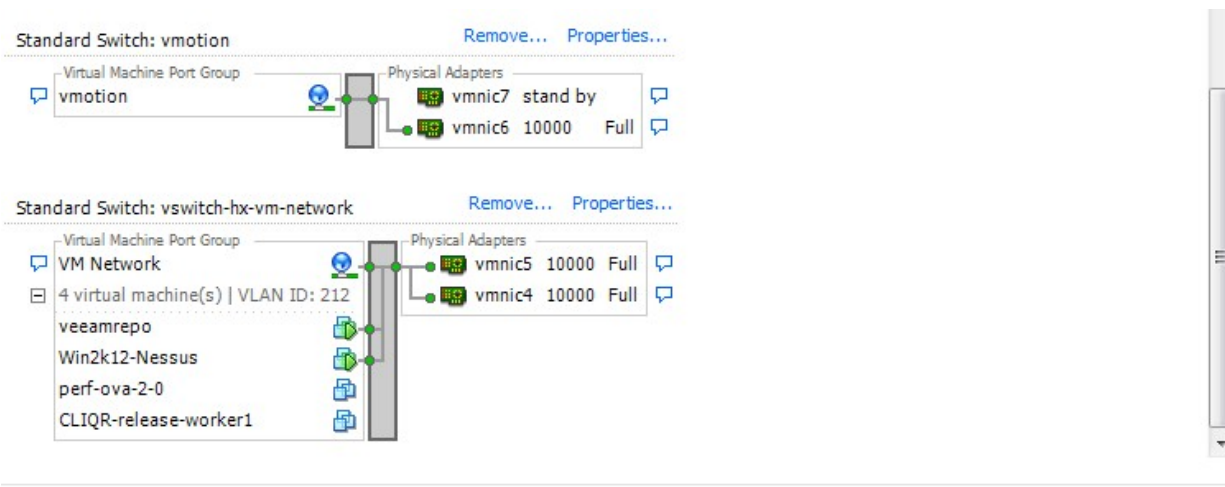 Standard Switch: vmotion Remove... Properties...
Virtual Machine Port Group Physical Adapters
vmotion vmnic7 stand by
vmnic6 10000 Full
Standard Switch: vswitch-hx-vm-network Remove... Properties...
Virtual Machine Port Group Physical Adapters
VM Network vmnic5 10000 Full
4 virtual machine(s) | VLAN ID: 212 vmnic4 10000 Full
veeamrepo
Win2k12-Nessus
perf-ova-2-0
CLIQR-release-worker1